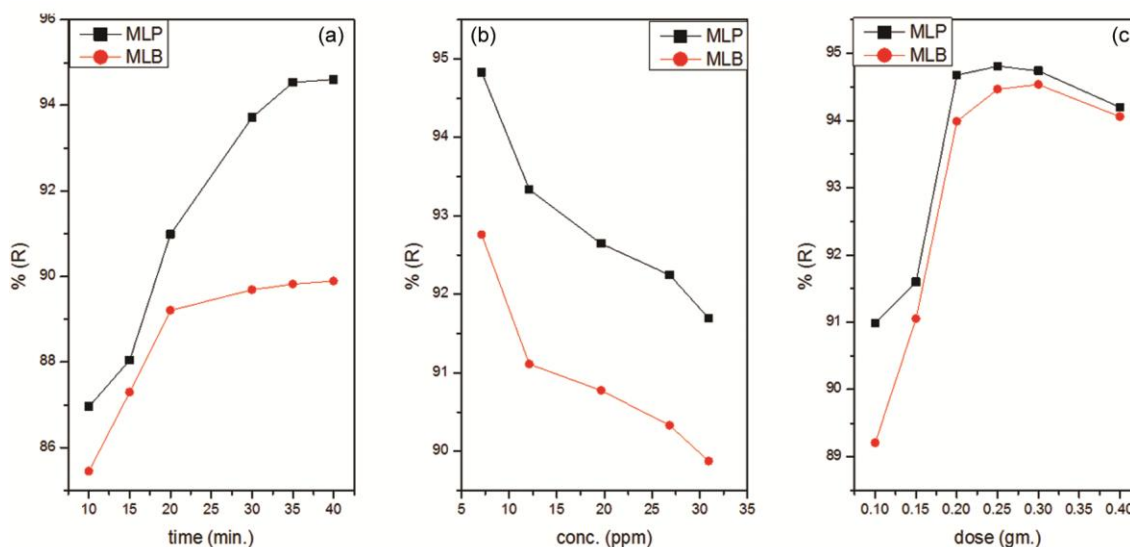 (a)
MLP
MLB
96
94
92
90
88
86
% (R)
10 15 20 25 30 35 40
time (min.)
(b)
MLP
MLB
95
94
93
92
91
90
% (R)
5 10 15 20 25 30 35
conc. (ppm)
(c)
MLP
MLB
95
94
93
92
91
90
89
% (R)
0.10 0.15 0.20 0.25 0.30 0.35 0.40
dose (gm.)